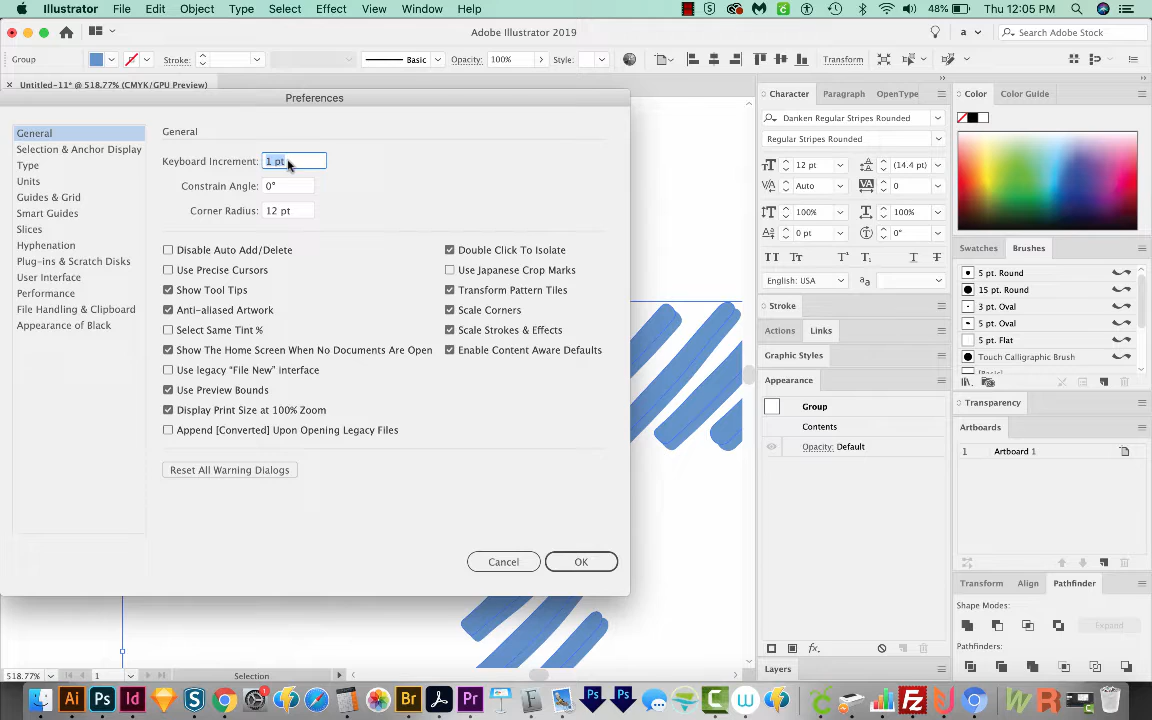 Illustrator File Edit Object Type Select Effect View Window Help 48% Thu 12:05 PM
Adobe Illustrator 2019 a Search Adobe Stock
Group Stroke: Basic Opacity: 100% Style: Transform
× Untitled-11* @ 518.77% (CMYK/GPU Preview)
Preferences
General
Selection & Anchor Display
Type
Units
Guides & Grid
Smart Guides
Slices
Hyphenation
Plug-ins & Scratch Disks
User Interface
Performance
File Handling & Clipboard
Appearance of Black
General
Keyboard Increment: 1 pt
Constrain Angle: 0°
Corner Radius: 12 pt
Disable Auto Add/Delete
Use Precise Cursors
Show Tool Tips
Anti-aliased Artwork
Select Same Tint %
Show The Home Screen When No Documents Are Open
Use legacy “File New” interface
Use Preview Bounds
Display Print Size at 100% Zoom
Append [Converted] Upon Opening Legacy Files
Double Click To Isolate
Use Japanese Crop Marks
Transform Pattern Tiles
Scale Corners
Scale Strokes & Effects
Enable Content Aware Defaults
Reset All Warning Dialogs
Cancel OK
Character Paragraph OpenType
Danken Regular Stripes Rounded
Regular Stripes Rounded
12 pt (14.4 pt)
Auto 0
100% 100%
0 pt 0°
English: USA
Stroke
Actions Links
Graphic Styles
Appearance
Group
Contents
Opacity: Default
Layers
Color Color Guide
Swatches Brushes
5 pt. Round
15 pt. Round
3 pt. Oval
5 pt. Oval
5 pt. Flat
Touch Calligraphic Brush
Transparency
Artboards
1 Artboard 1
Transform Align Pathfinder
Shape Modes:
Expand
Pathfinders:
518.77% 1 Selection
Ai Ps Id S Br Pr Ps Ps C W Fz U W R